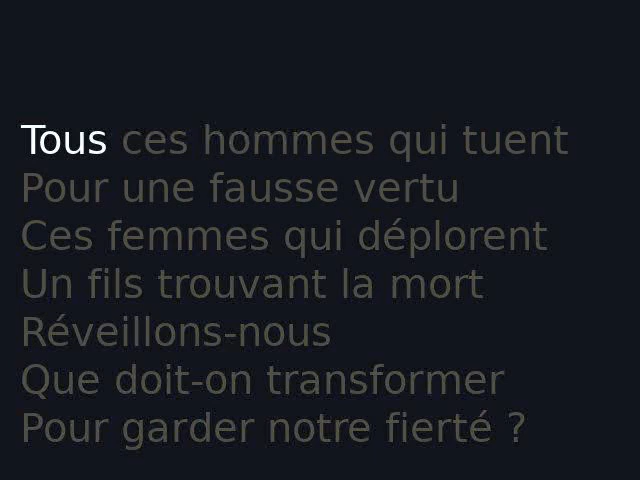 Tous ces hommes qui tuent
Pour une fausse vertu
Ces femmes qui déplorent
Un fils trouvant la mort
Réveillons-nous
Que doit-on transformer
Pour garder notre fierté ?